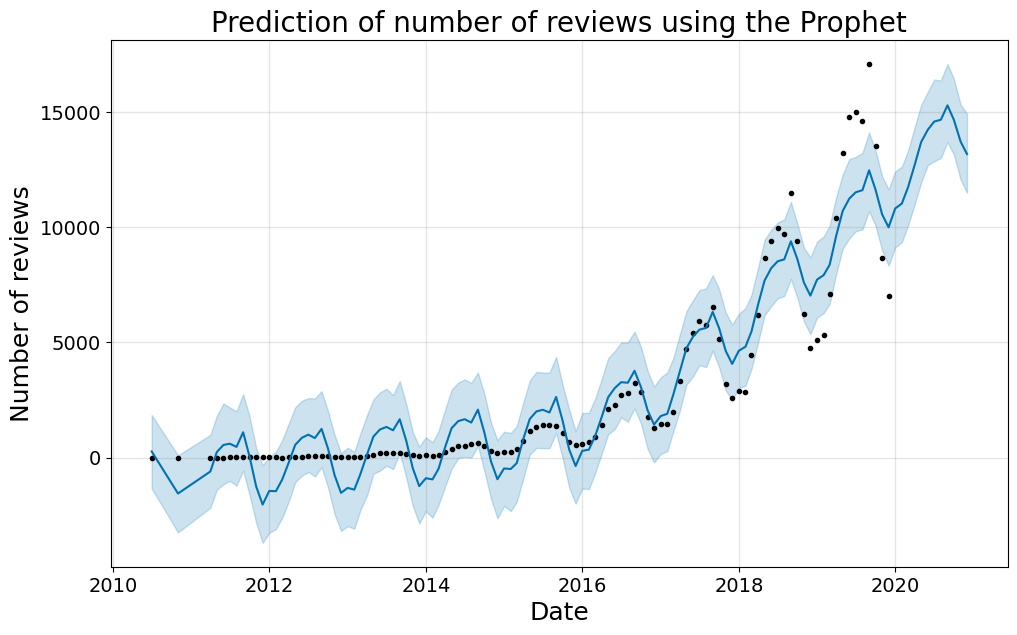 Prediction of number of reviews using the Prophet
15000
10000
5000
0
Number of reviews
2010 2012 2014 2016 2018 2020
Date